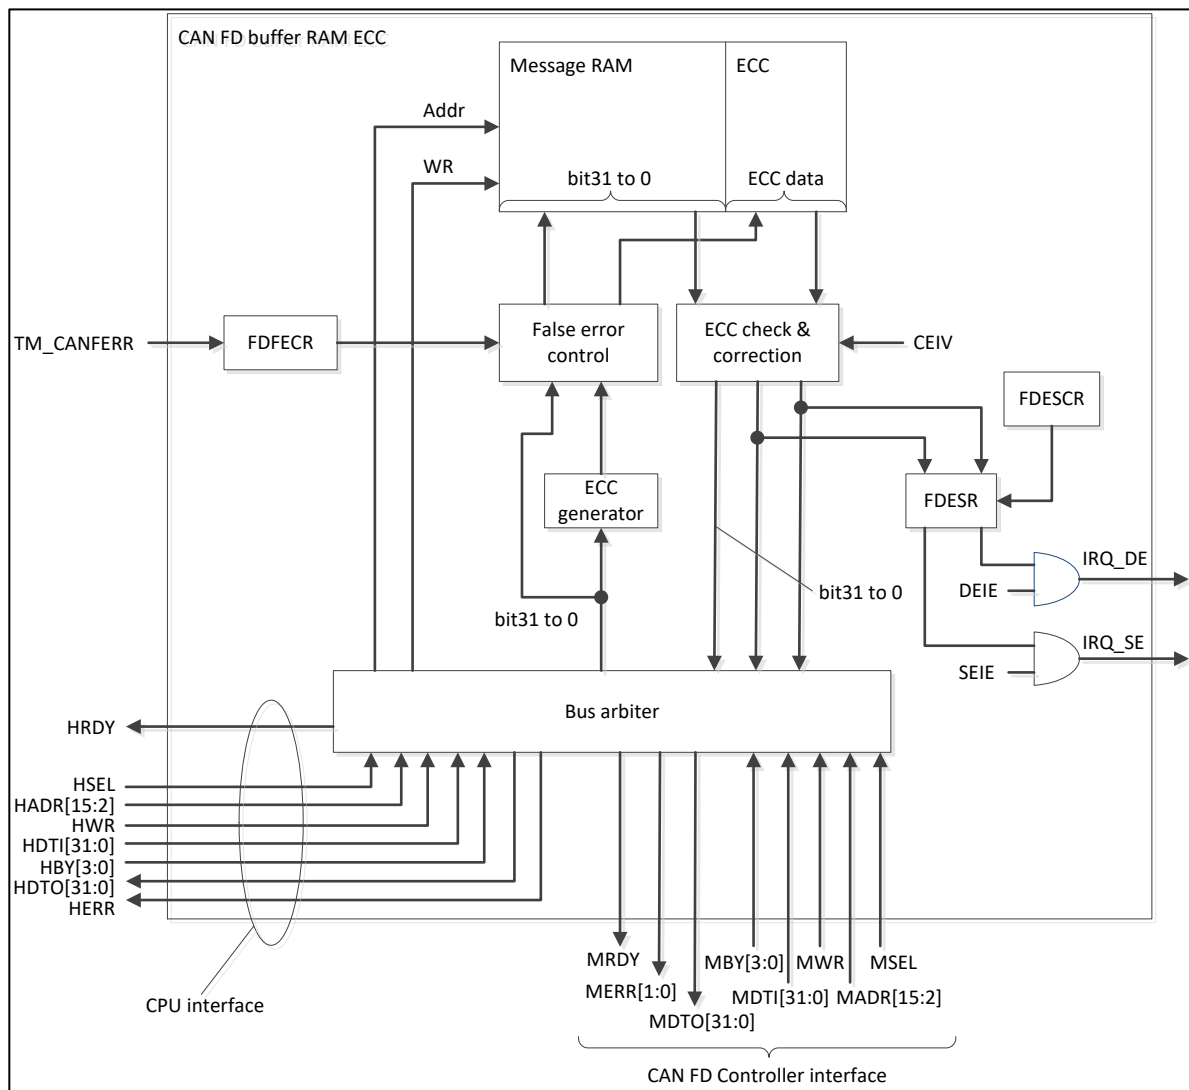 CAN FD buffer RAM ECC
Message RAM
ECC
Addr
WR
bit31 to 0
ECC data
TM_CANFERR
FDFECR
False error
control
ECC check &
correction
CEIV
FDESCR
ECC
generator
FDESR
IRQ_DE
DEIE
bit31 to 0
bit31 to 0
IRQ_SE
SEIE
Bus arbiter
HRDY
HSEL
HADR[15:2]
HWR
HDTI[31:0]
HBY[3:0]
HDTO[31:0]
HERR
MRDY
MBY[3:0]
MWR
MSEL
MERR[1:0]
MDTI[31:0]
MADR[15:2]
MDTO[31:0]
CPU interface
CAN FD Controller interface